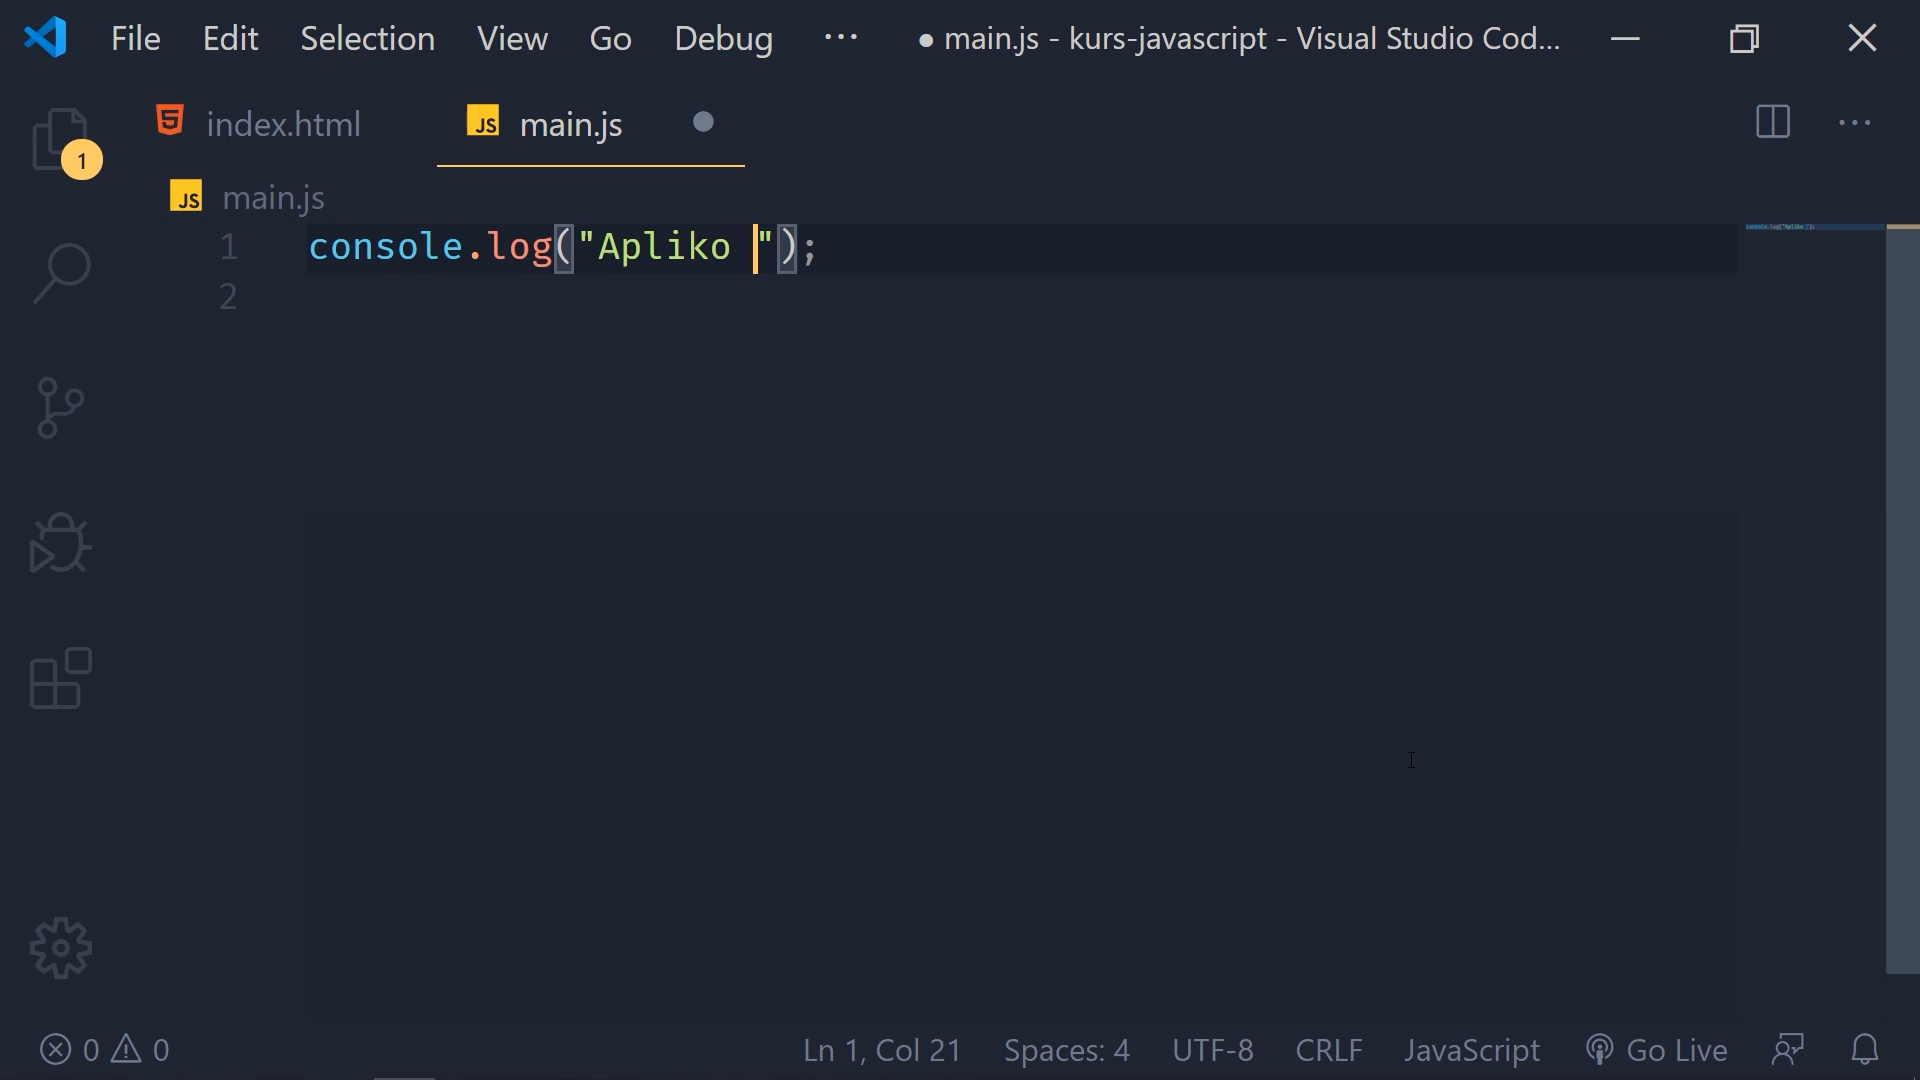 File Edit Selection View Go Debug ··· ● main.js - kurs-javascript - Visual Studio Cod...
index.html JS main.js
1
JS main.js
1 console.log("Apliko ");
2
0 0 Ln 1, Col 21 Spaces: 4 UTF-8 CRLF JavaScript Go Live